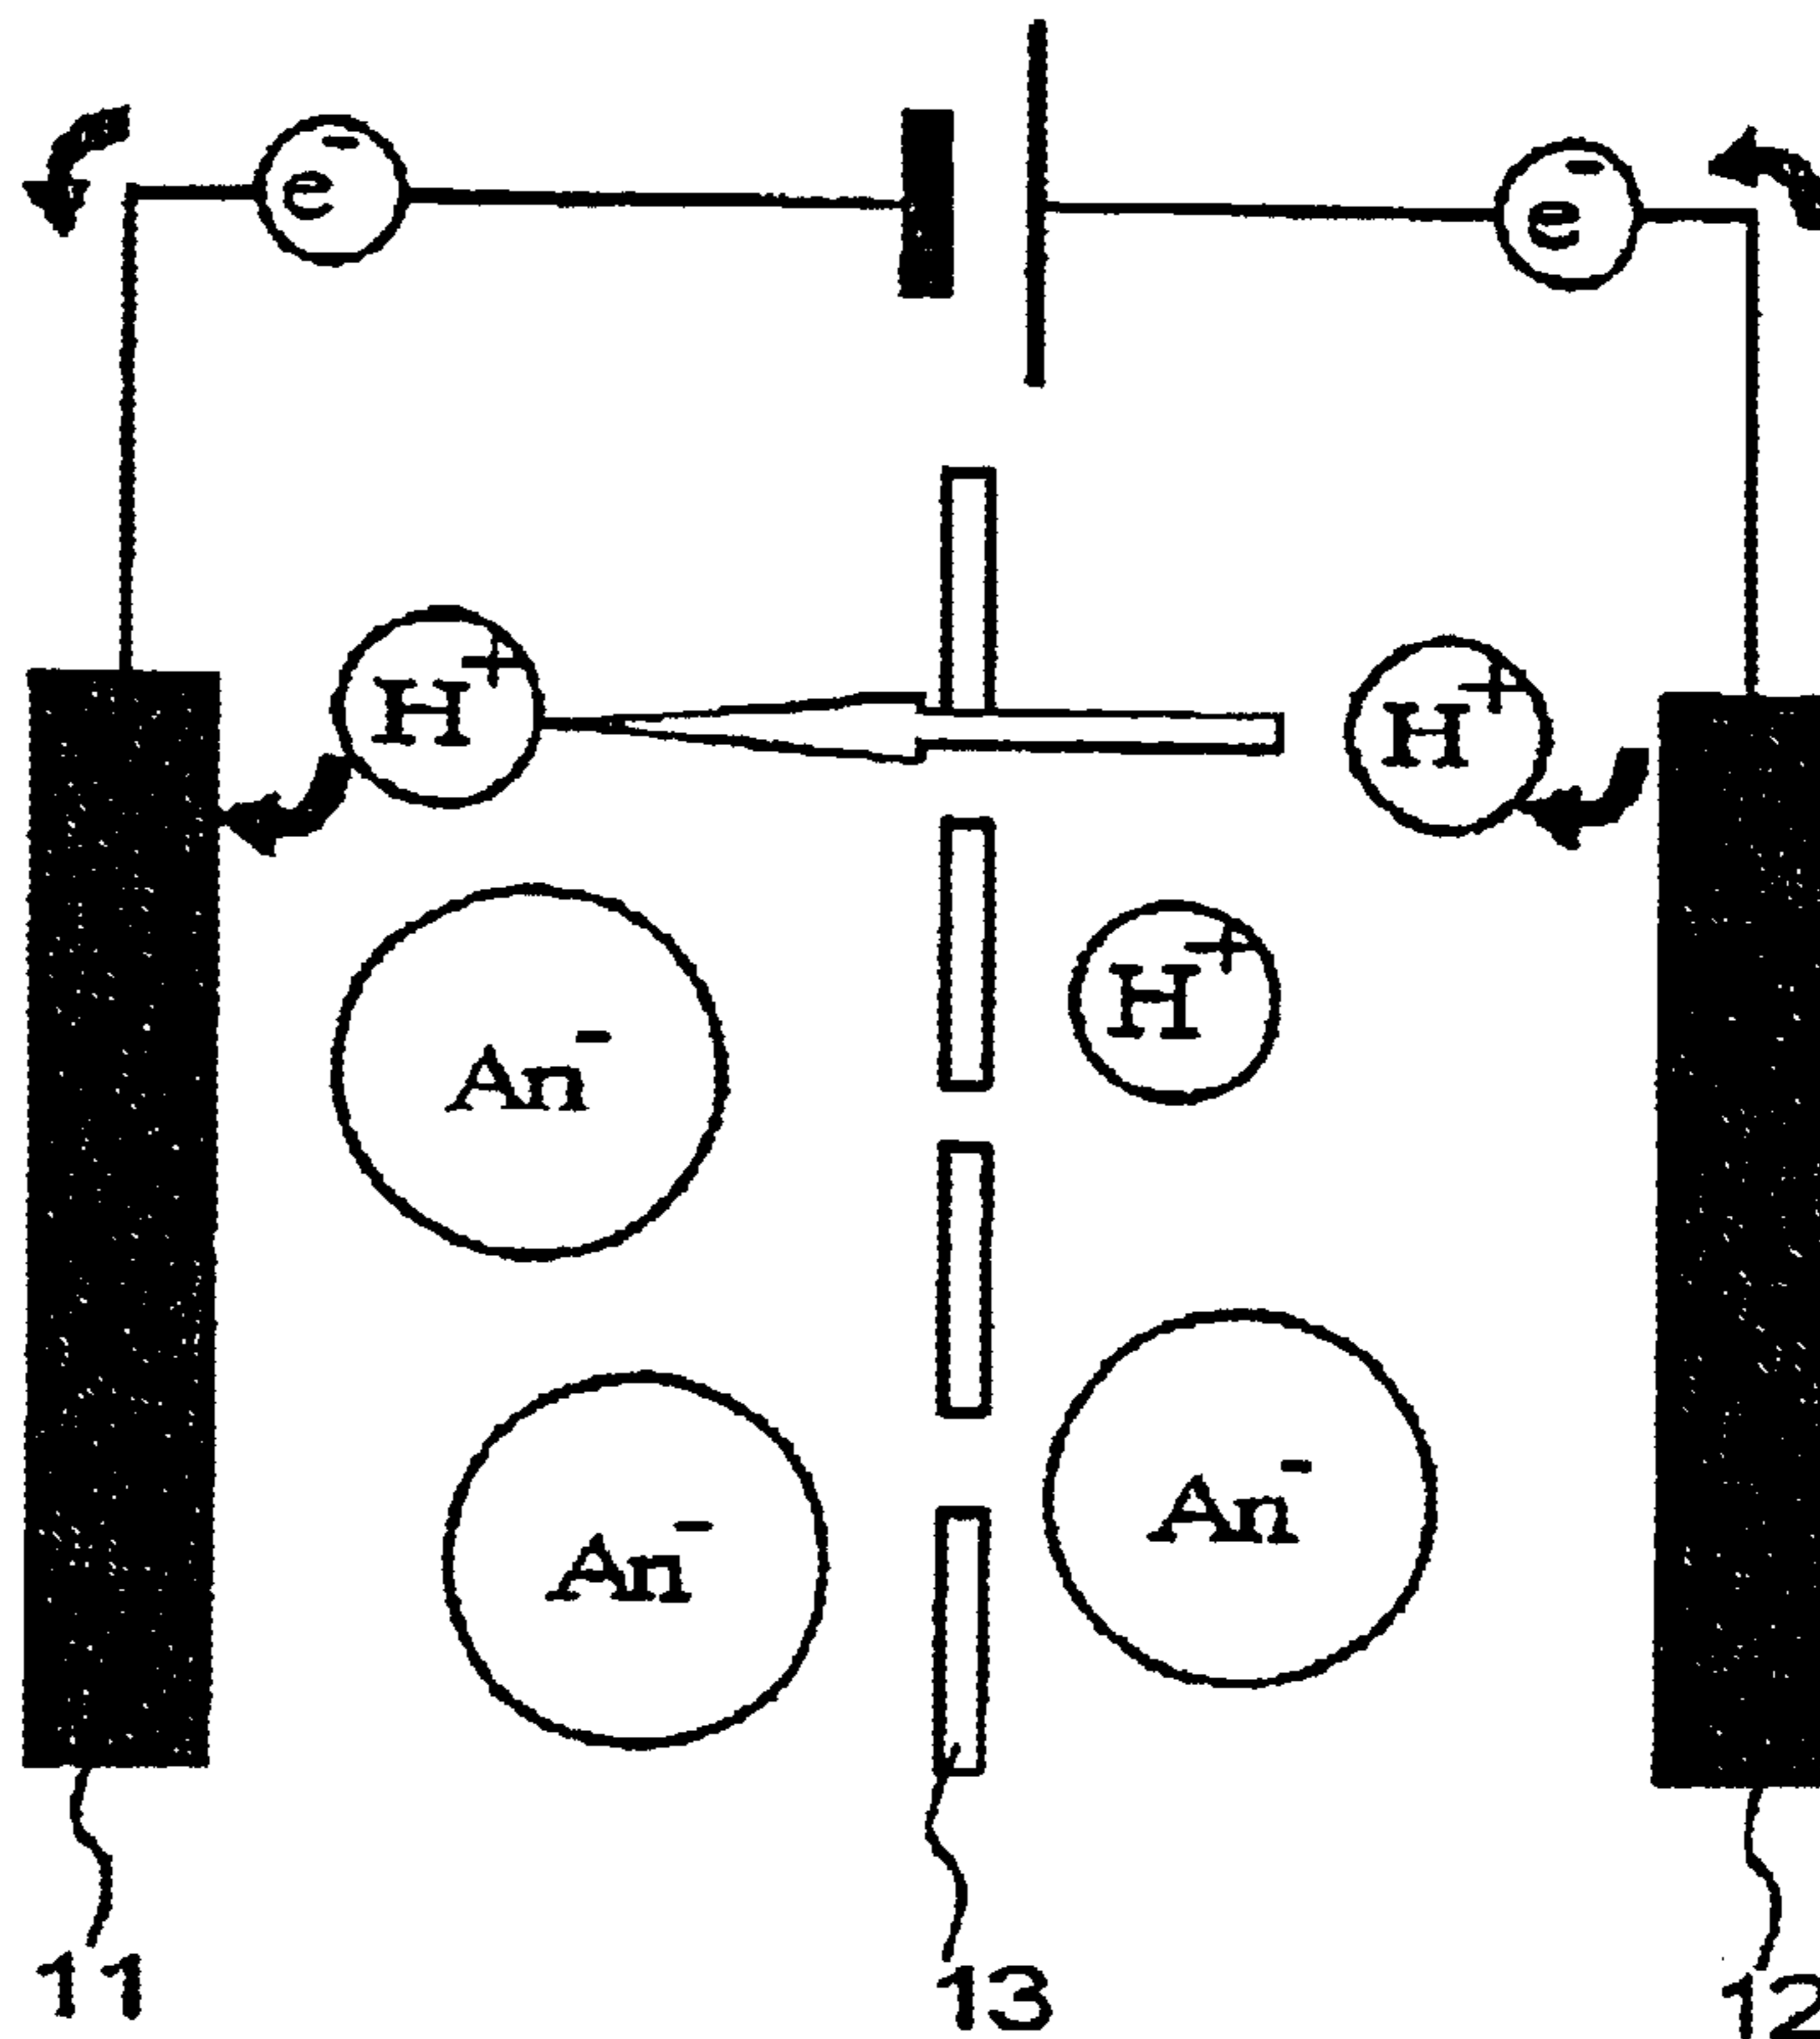 e⁻ e⁻
H⁺ H⁺
H⁺
An⁻
An⁻
An⁻
11 13 12